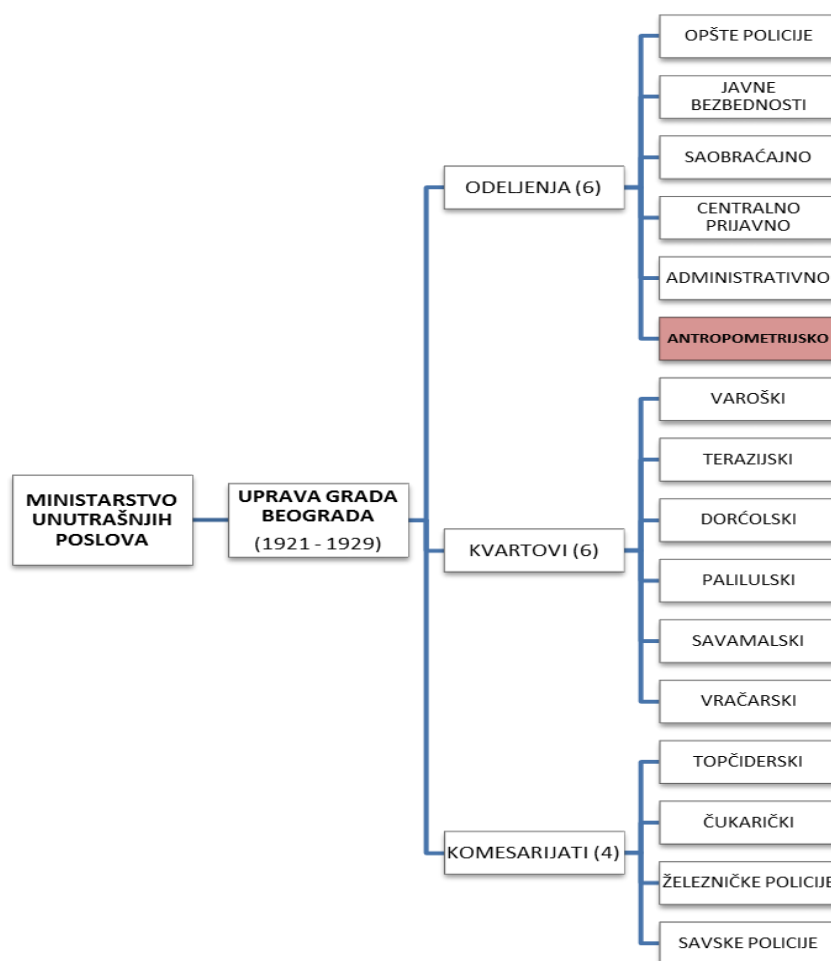 OPŠTE POLICIJE
JAVNE
BEZBEDNOSTI
SAOBRAĆAJNO
CENTRALNO
PRIJAVNO
ADMINISTRATIVNO
ANTROPOMETRIJSKO
ODELJENJA (6)
VAROŠKI
TERAZIJSKI
DORĆOLSKI
PALILULSKI
SAVAMALSKI
VRAČARSKI
KVARTOVI (6)
MINISTARSTVO
UNUTRAŠNJIH
POSLOVA
UPRAVA GRADA
BEOGRADA
(1921 - 1929)
TOPČIDERSKI
ČUKARIČKI
ŽELEZNIČKE POLICIJE
SAVSKE POLICIJE
KOMESARIJATI (4)